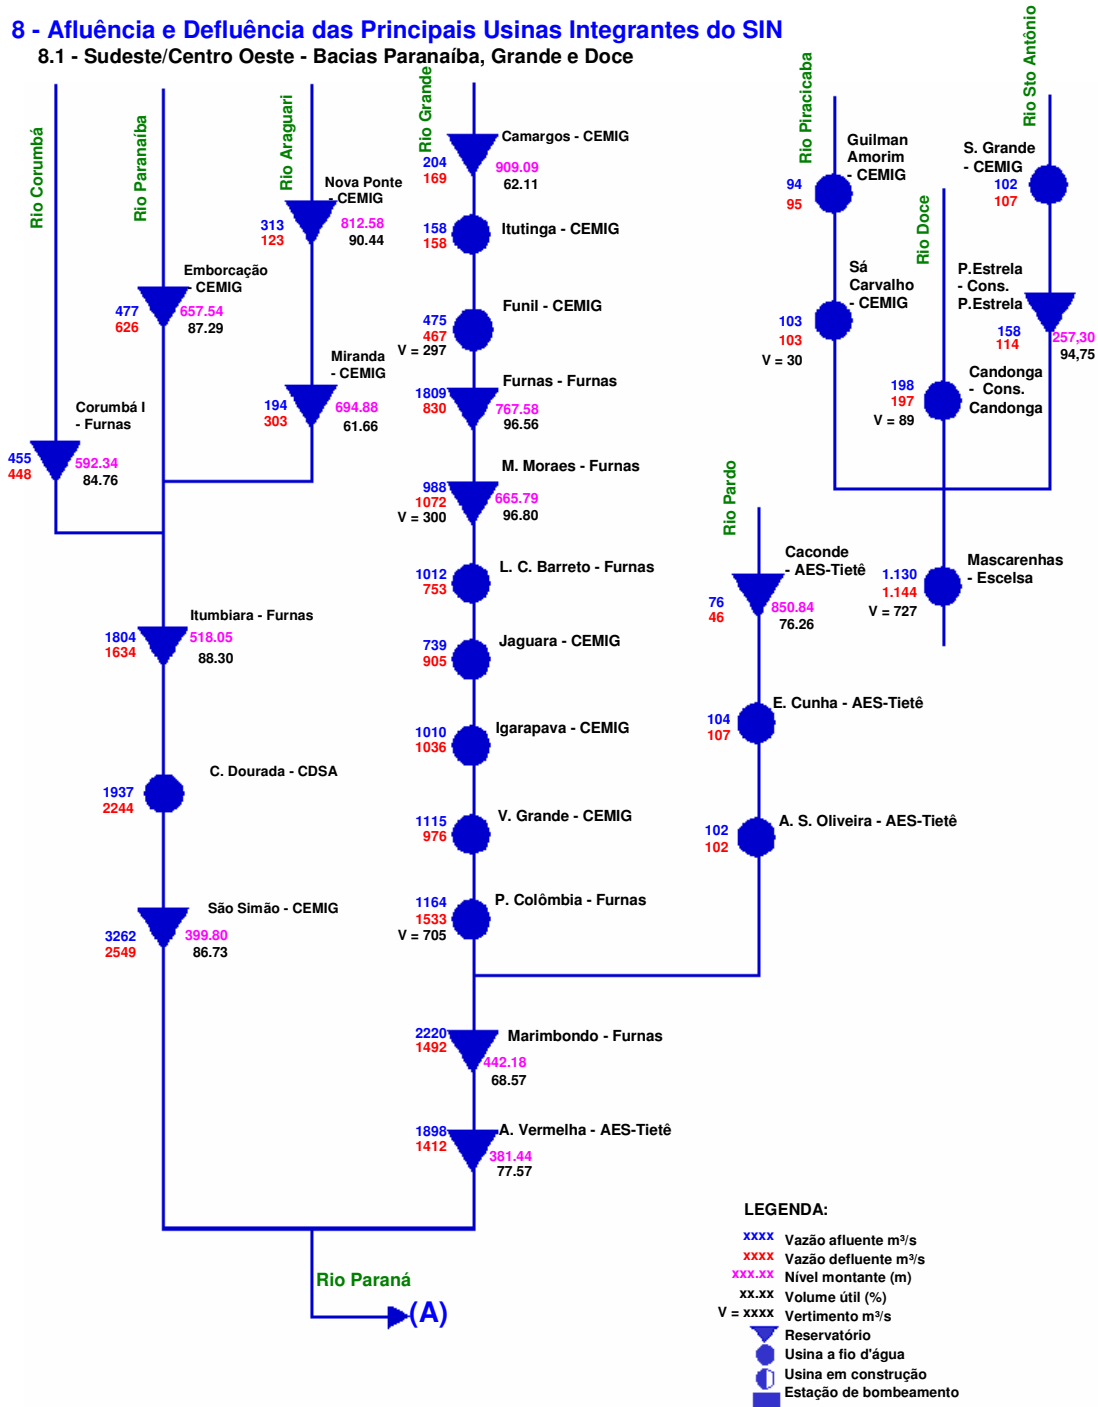 8 - Afluência e Defluência das Principais Usinas Integrantes do SIN
8.1 - Sudeste/Centro Oeste - Bacias Paranaíba, Grande e Doce
Rio Corumbá
Rio Paranaíba
Rio Araguari
Rio Grande
Rio Piracicaba
Rio Sto Antônio
Rio Doce
Rio Pardo
Corumbá I
- Furnas
455
448
592.34
84.76
Emborcação
- CEMIG
477
626
657.54
87.29
Nova Ponte
- CEMIG
313
123
812.58
90.44
Miranda
- CEMIG
194
303
694.88
61.66
Itumbiara - Furnas
1804
1634
518.05
88.30
C. Dourada - CDSA
1937
2244
São Simão - CEMIG
3262
2549
399.80
86.73
Camargos - CEMIG
204
169
909.09
62.11
Itutinga - CEMIG
158
158
Funil - CEMIG
475
467
V = 297
Furnas - Furnas
1809
830
767.58
96.56
M. Moraes - Furnas
988
1072
V = 300
665.79
96.80
L. C. Barreto - Furnas
1012
753
Jaguara - CEMIG
739
905
Igarapava - CEMIG
1010
1036
V. Grande - CEMIG
1115
976
P. Colômbia - Furnas
1164
1533
V = 705
Marimbondo - Furnas
2220
1492
442.18
68.57
A. Vermelha - AES-Tietê
1898
1412
381.44
77.57
Caconde
- AES-Tietê
76
46
850.84
76.26
E. Cunha - AES-Tietê
104
107
A. S. Oliveira - AES-Tietê
102
102
Guilman
Amorim
- CEMIG
94
95
Sá
Carvalho
- CEMIG
103
103
V = 30
S. Grande
- CEMIG
102
107
P.Estrela
- Cons.
P.Estrela
158
114
257,30
94,75
Candonga
- Cons.
Candonga
198
197
V = 89
Mascarenhas
- Escelsa
1.130
1.144
V = 727
Rio Paraná
(A)
LEGENDA:
xxxx Vazão afluente m³/s
xxxx Vazão defluente m³/s
xxx.xx Nível montante (m)
xx.xx Volume útil (%)
V = xxxx Vertimento m³/s
Reservatório
Usina a fio d'água
Usina em construção
Estação de bombeamento